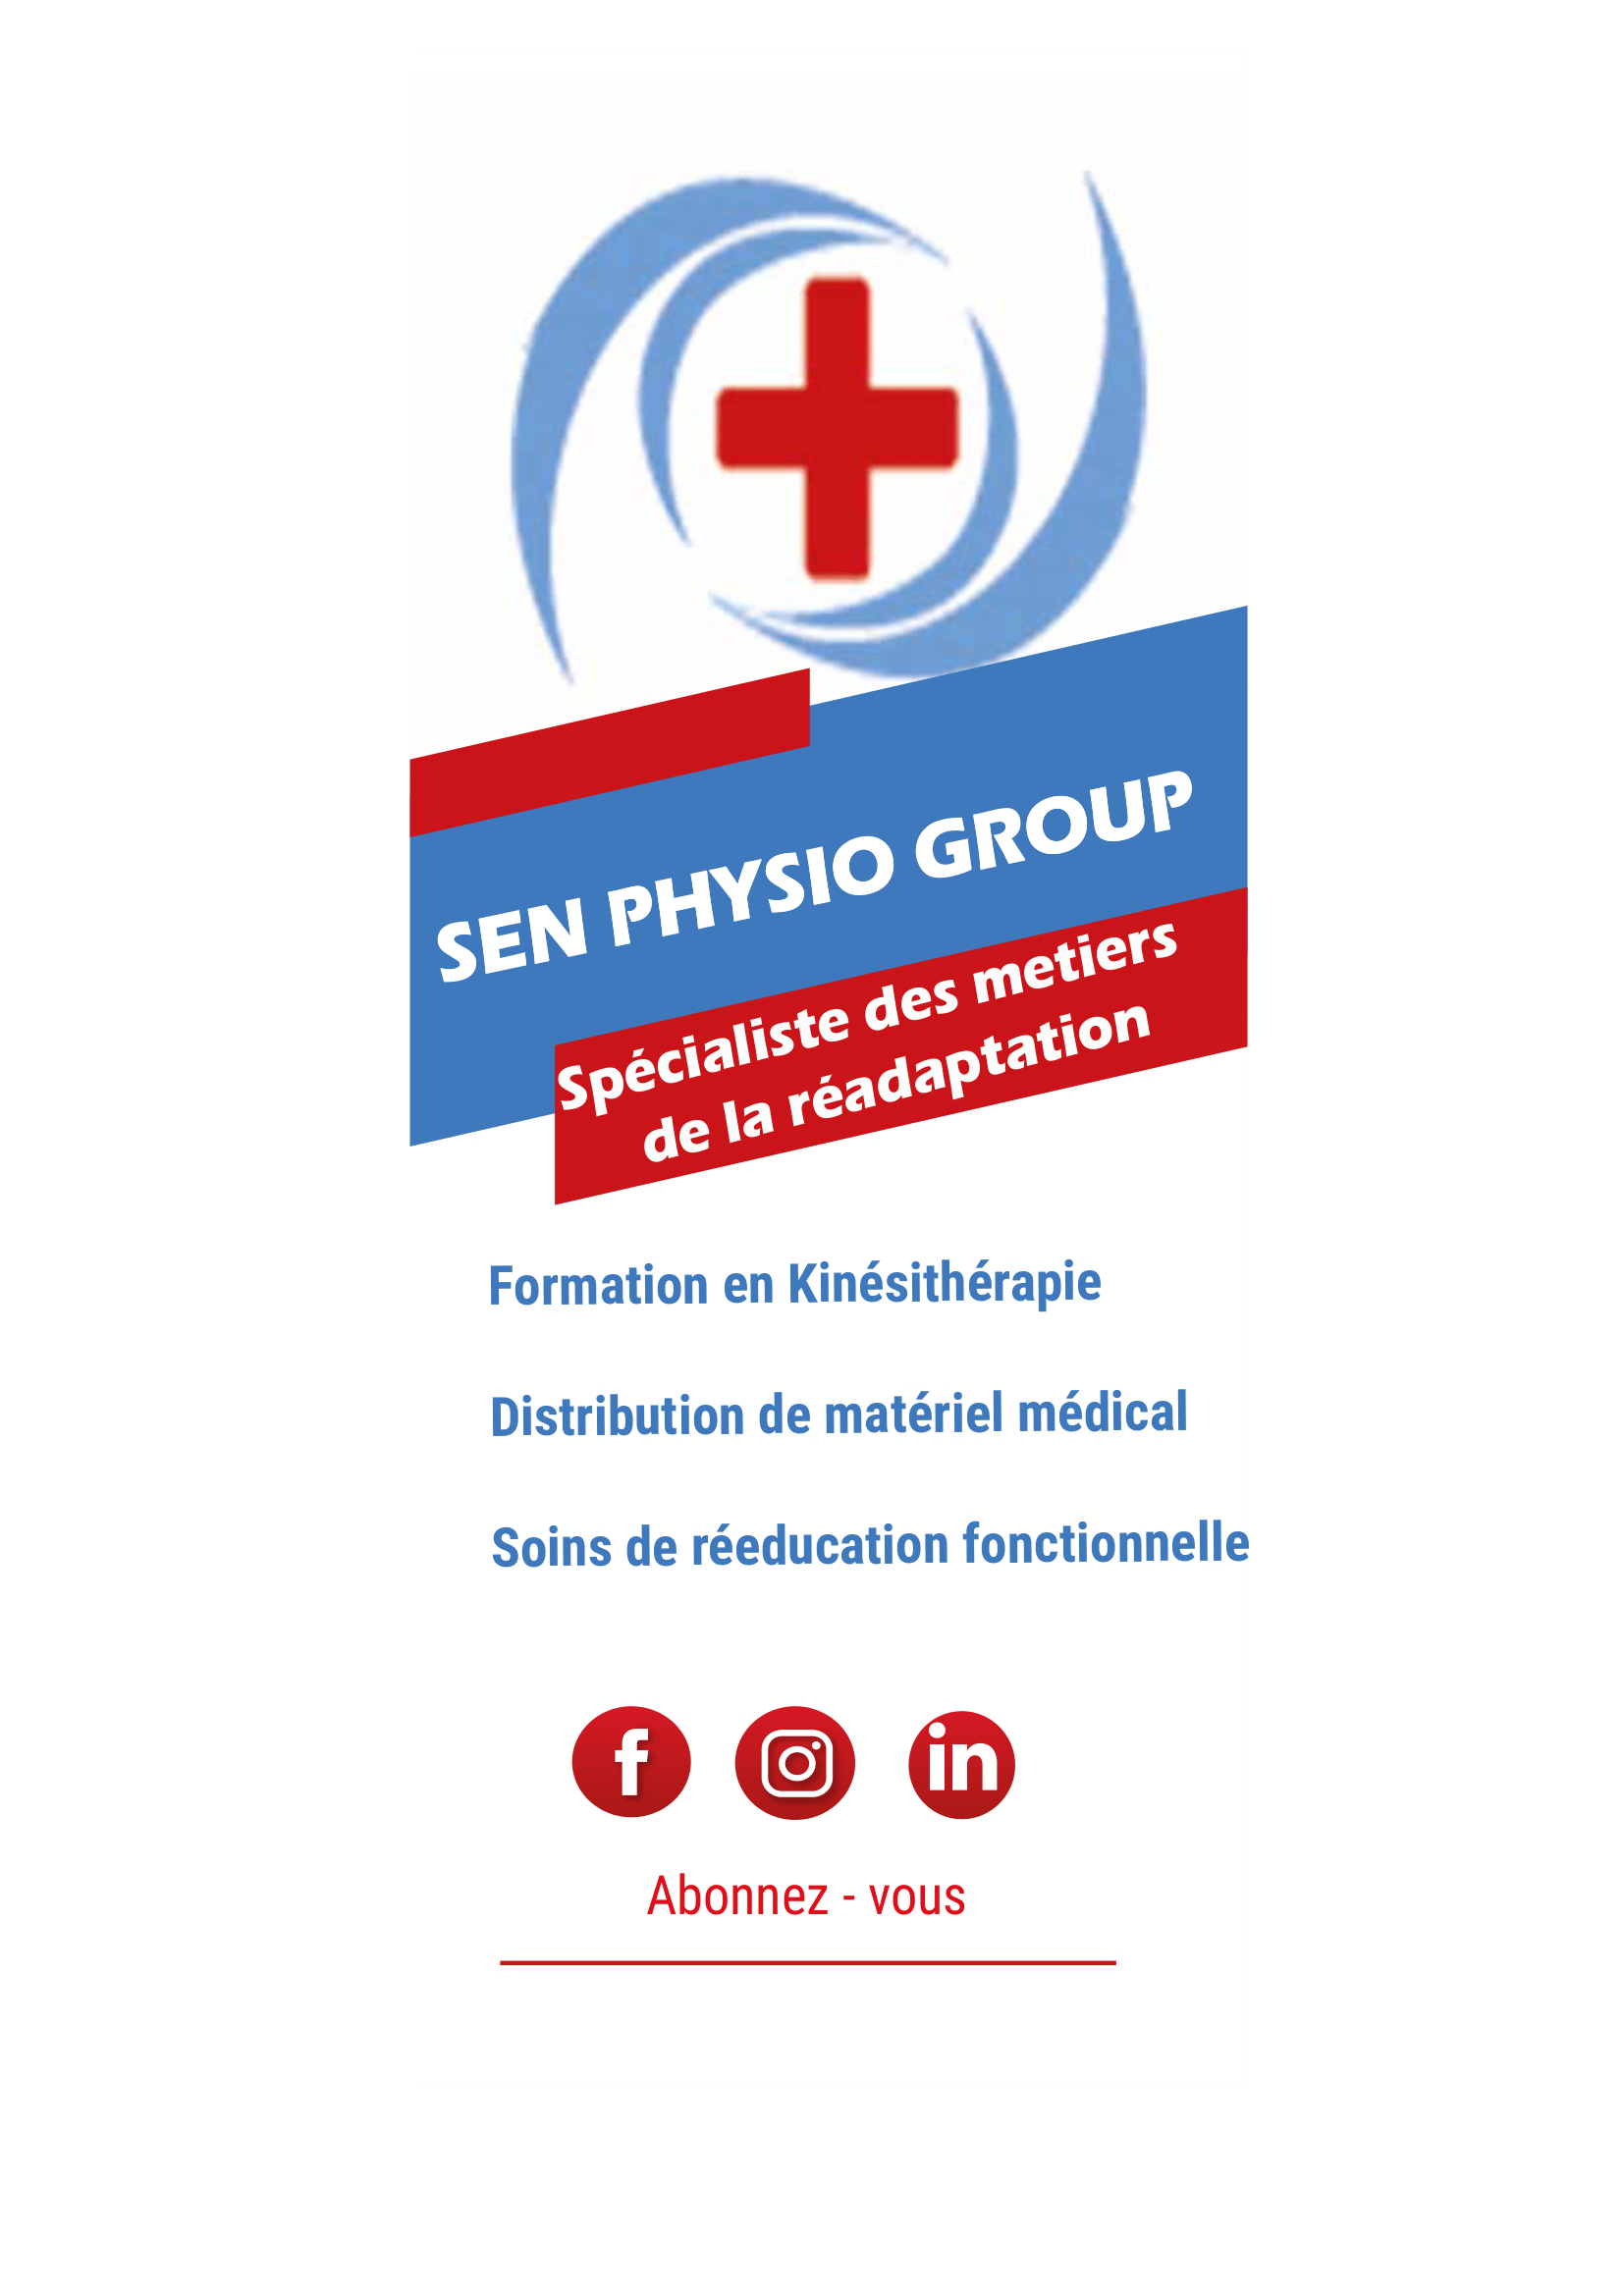 SEN PHYSIO GROUP
Spécialiste des metiers
de la réadaptation
Formation en Kinésithérapie
Distribution de matériel médical
Soins de réeducation fonctionnelle
f
in
Abonnez - vous